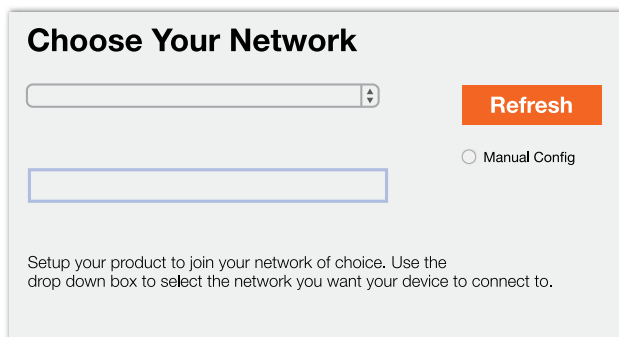 Choose Your Network
Refresh
Manual Config
Setup your product to join your network of choice. Use the
drop down box to select the network you want your device to connect to.